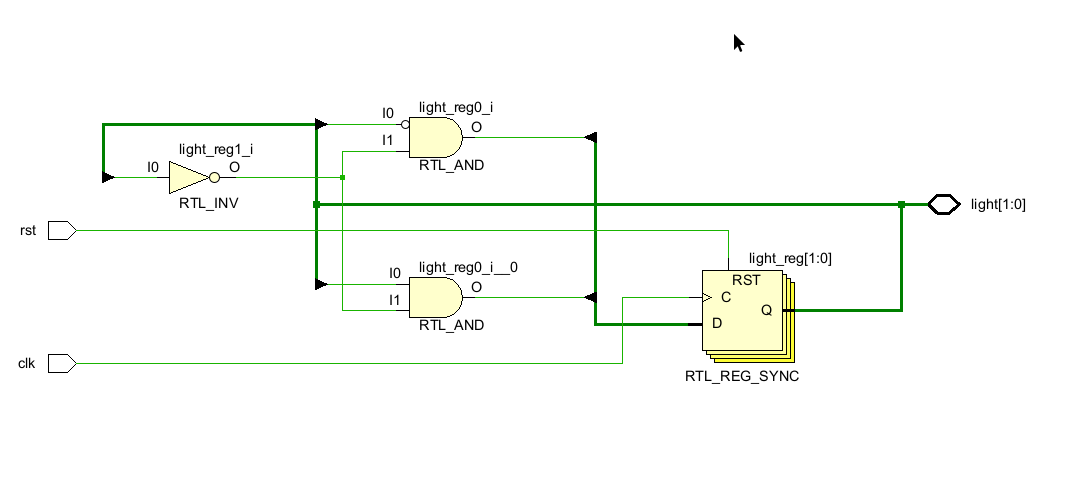 light_reg0_i
I0
I1
O
RTL_AND
light_reg1_i
I0
O
RTL_INV
light[1:0]
rst
light_reg[1:0]
light_reg0_i__0
I0
I1
O
RTL_AND
RST
C
Q
D
clk
RTL_REG_SYNC